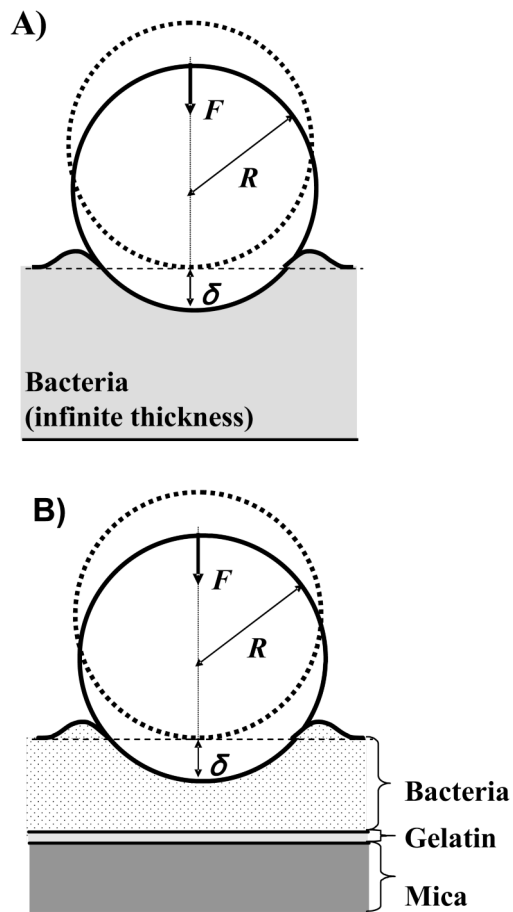 A)
F
R
δ
Bacteria
(infinite thickness)
B)
F
R
δ
Bacteria
Gelatin
Mica